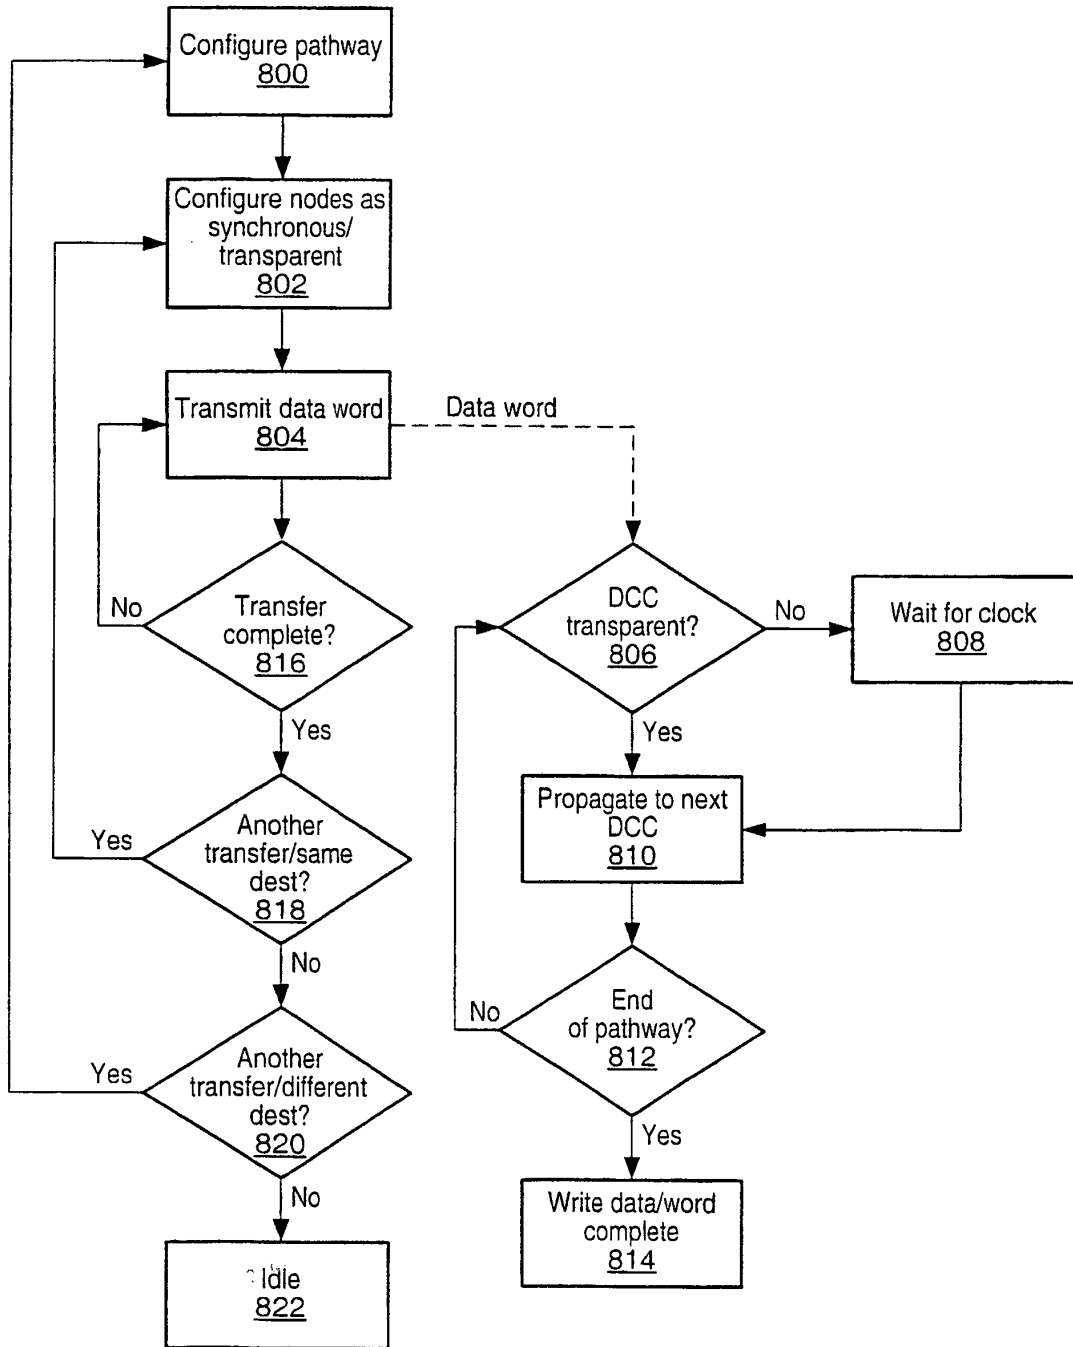 Configure pathway
800
Configure nodes as
synchronous/
transparent
802
Transmit data word
804
Data word
Transfer
complete?
816
No
Yes
DCC
transparent?
806
No
Yes
Wait for clock
808
Propagate to next
DCC
810
Another
transfer/same
dest?
818
Yes
No
End
of pathway?
812
No
Yes
Another
transfer/different
dest?
820
Yes
No
Write data/word
complete
814
Idle
822